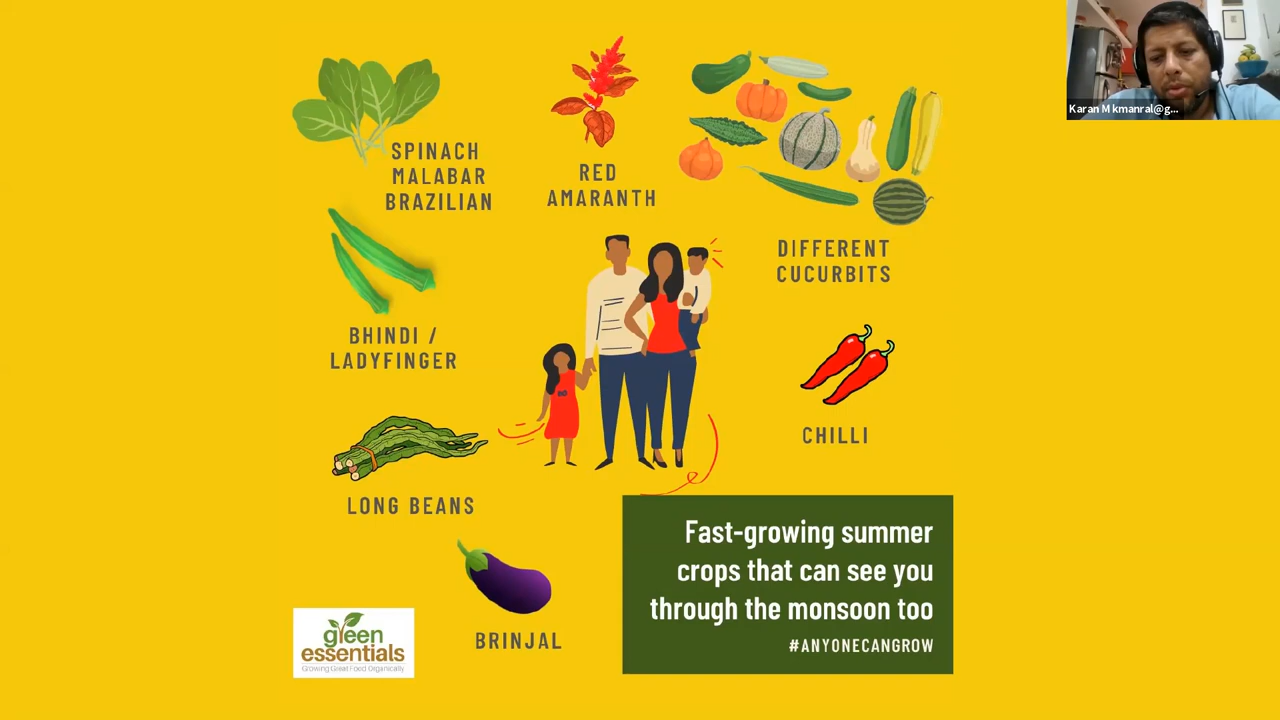 Karan M kmanral@g...
SPINACH
MALABAR
BRAZILIAN
RED
AMARANTH
DIFFERENT
CUCURBITS
BHINDI /
LADYFINGER
CHILLI
LONG BEANS
BRINJAL
Fast-growing summer
crops that can see you
through the monsoon too
#ANYONECANGROW
green
essentials
Growing Great Food Organically